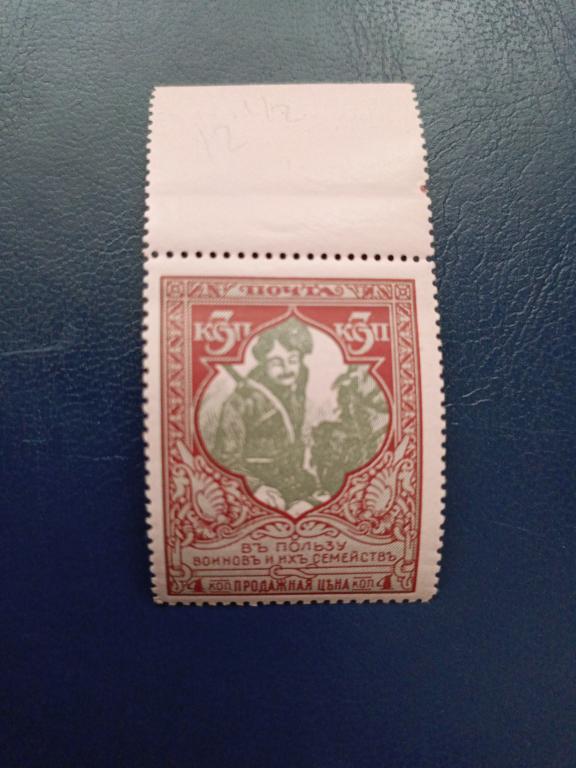 12 1/2
ПОЧТА
3 КОП 3 КОП
ВЪ ПОЛЬЗУ
ВОИНОВЪ И ИХЪ СЕМЕЙСТВЪ
4 КОП ПРОДАЖНАЯ ЦѢНА КОП 4